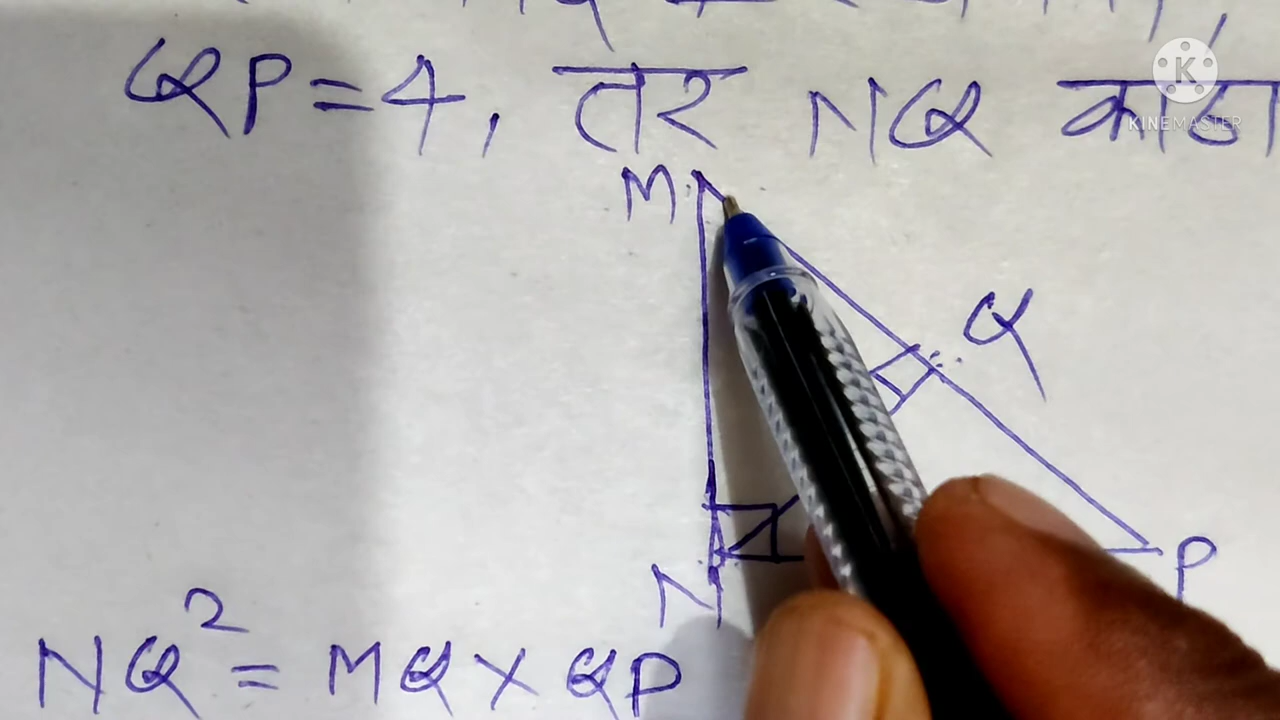 QP=4, तर NQ काढा
M
Q
N
P
NQ² = MQ × QP
K
KINEMASTER